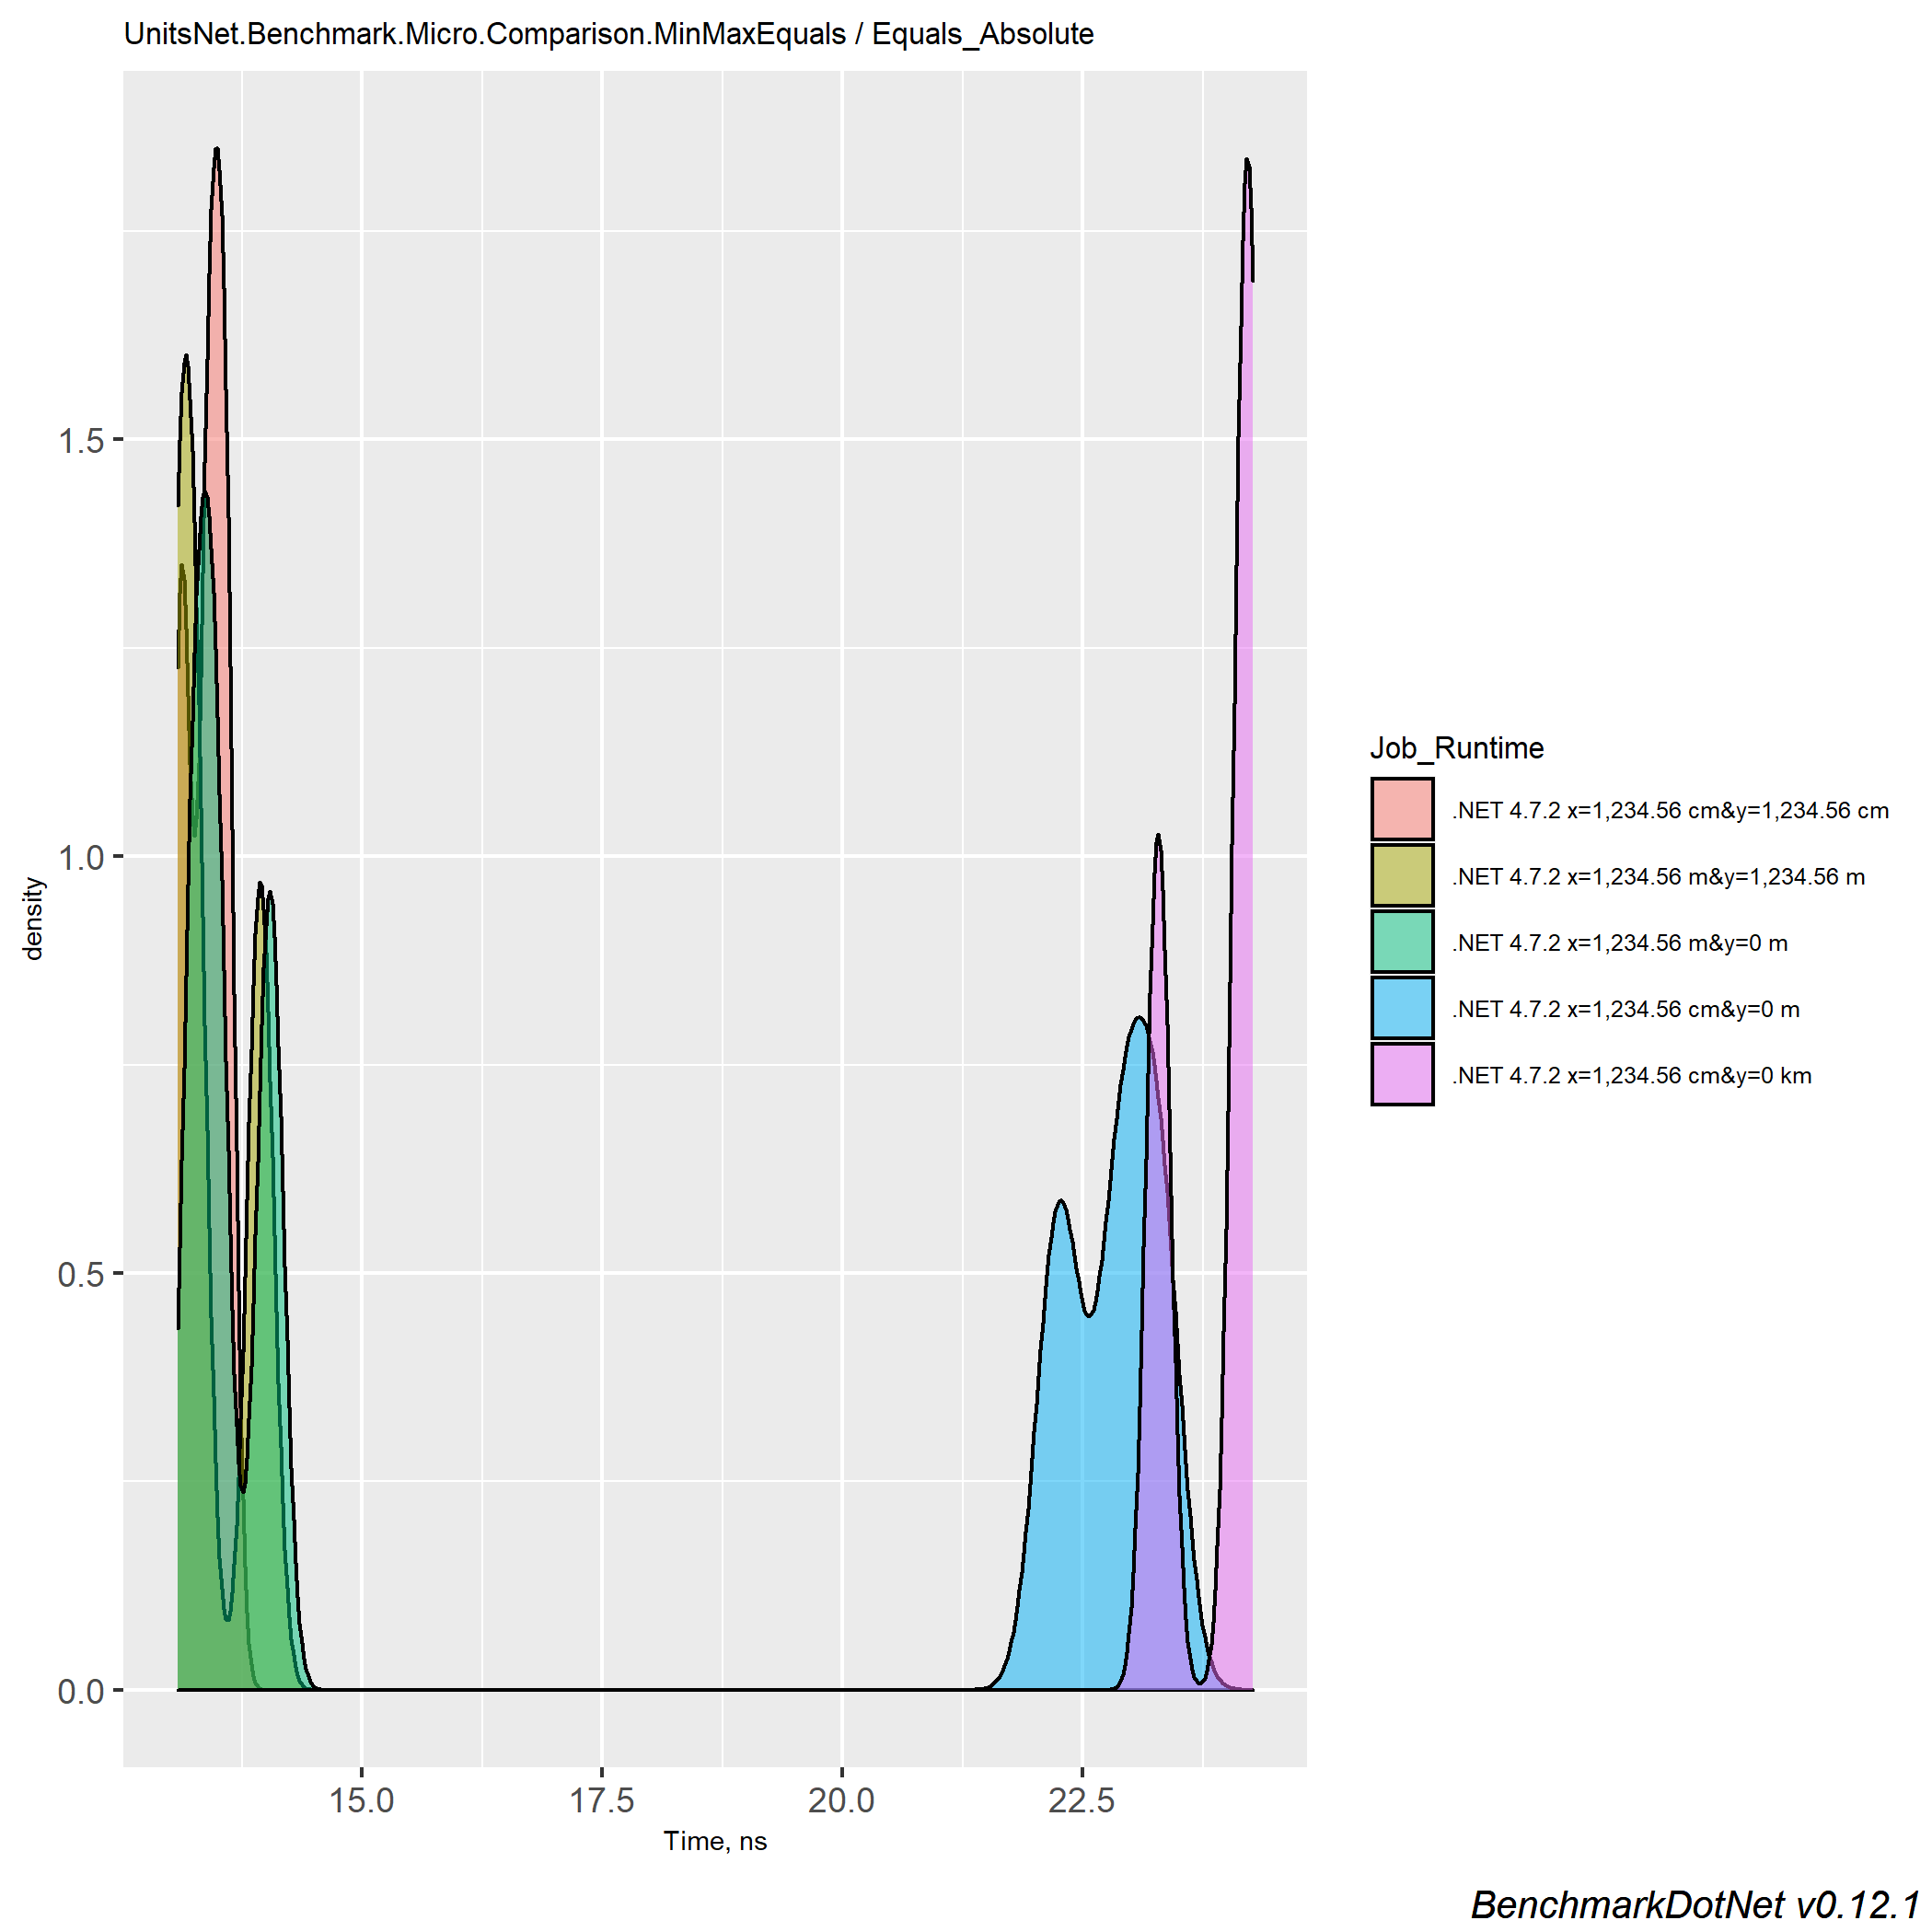 UnitsNet.Benchmark.Micro.Comparison.MinMaxEquals / Equals_Absolute
1.5
1.0
0.5
0.0
density
15.0 17.5 20.0 22.5
Time, ns
Job_Runtime
.NET 4.7.2 x=1,234.56 cm&y=1,234.56 cm
.NET 4.7.2 x=1,234.56 m&y=1,234.56 m
.NET 4.7.2 x=1,234.56 m&y=0 m
.NET 4.7.2 x=1,234.56 cm&y=0 m
.NET 4.7.2 x=1,234.56 cm&y=0 km
BenchmarkDotNet v0.12.1